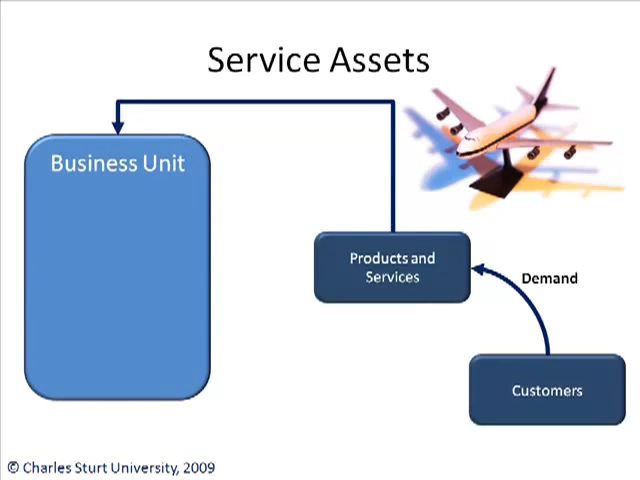 Service Assets
Business Unit
Products and
Services
Demand
Customers
© Charles Sturt University, 2009